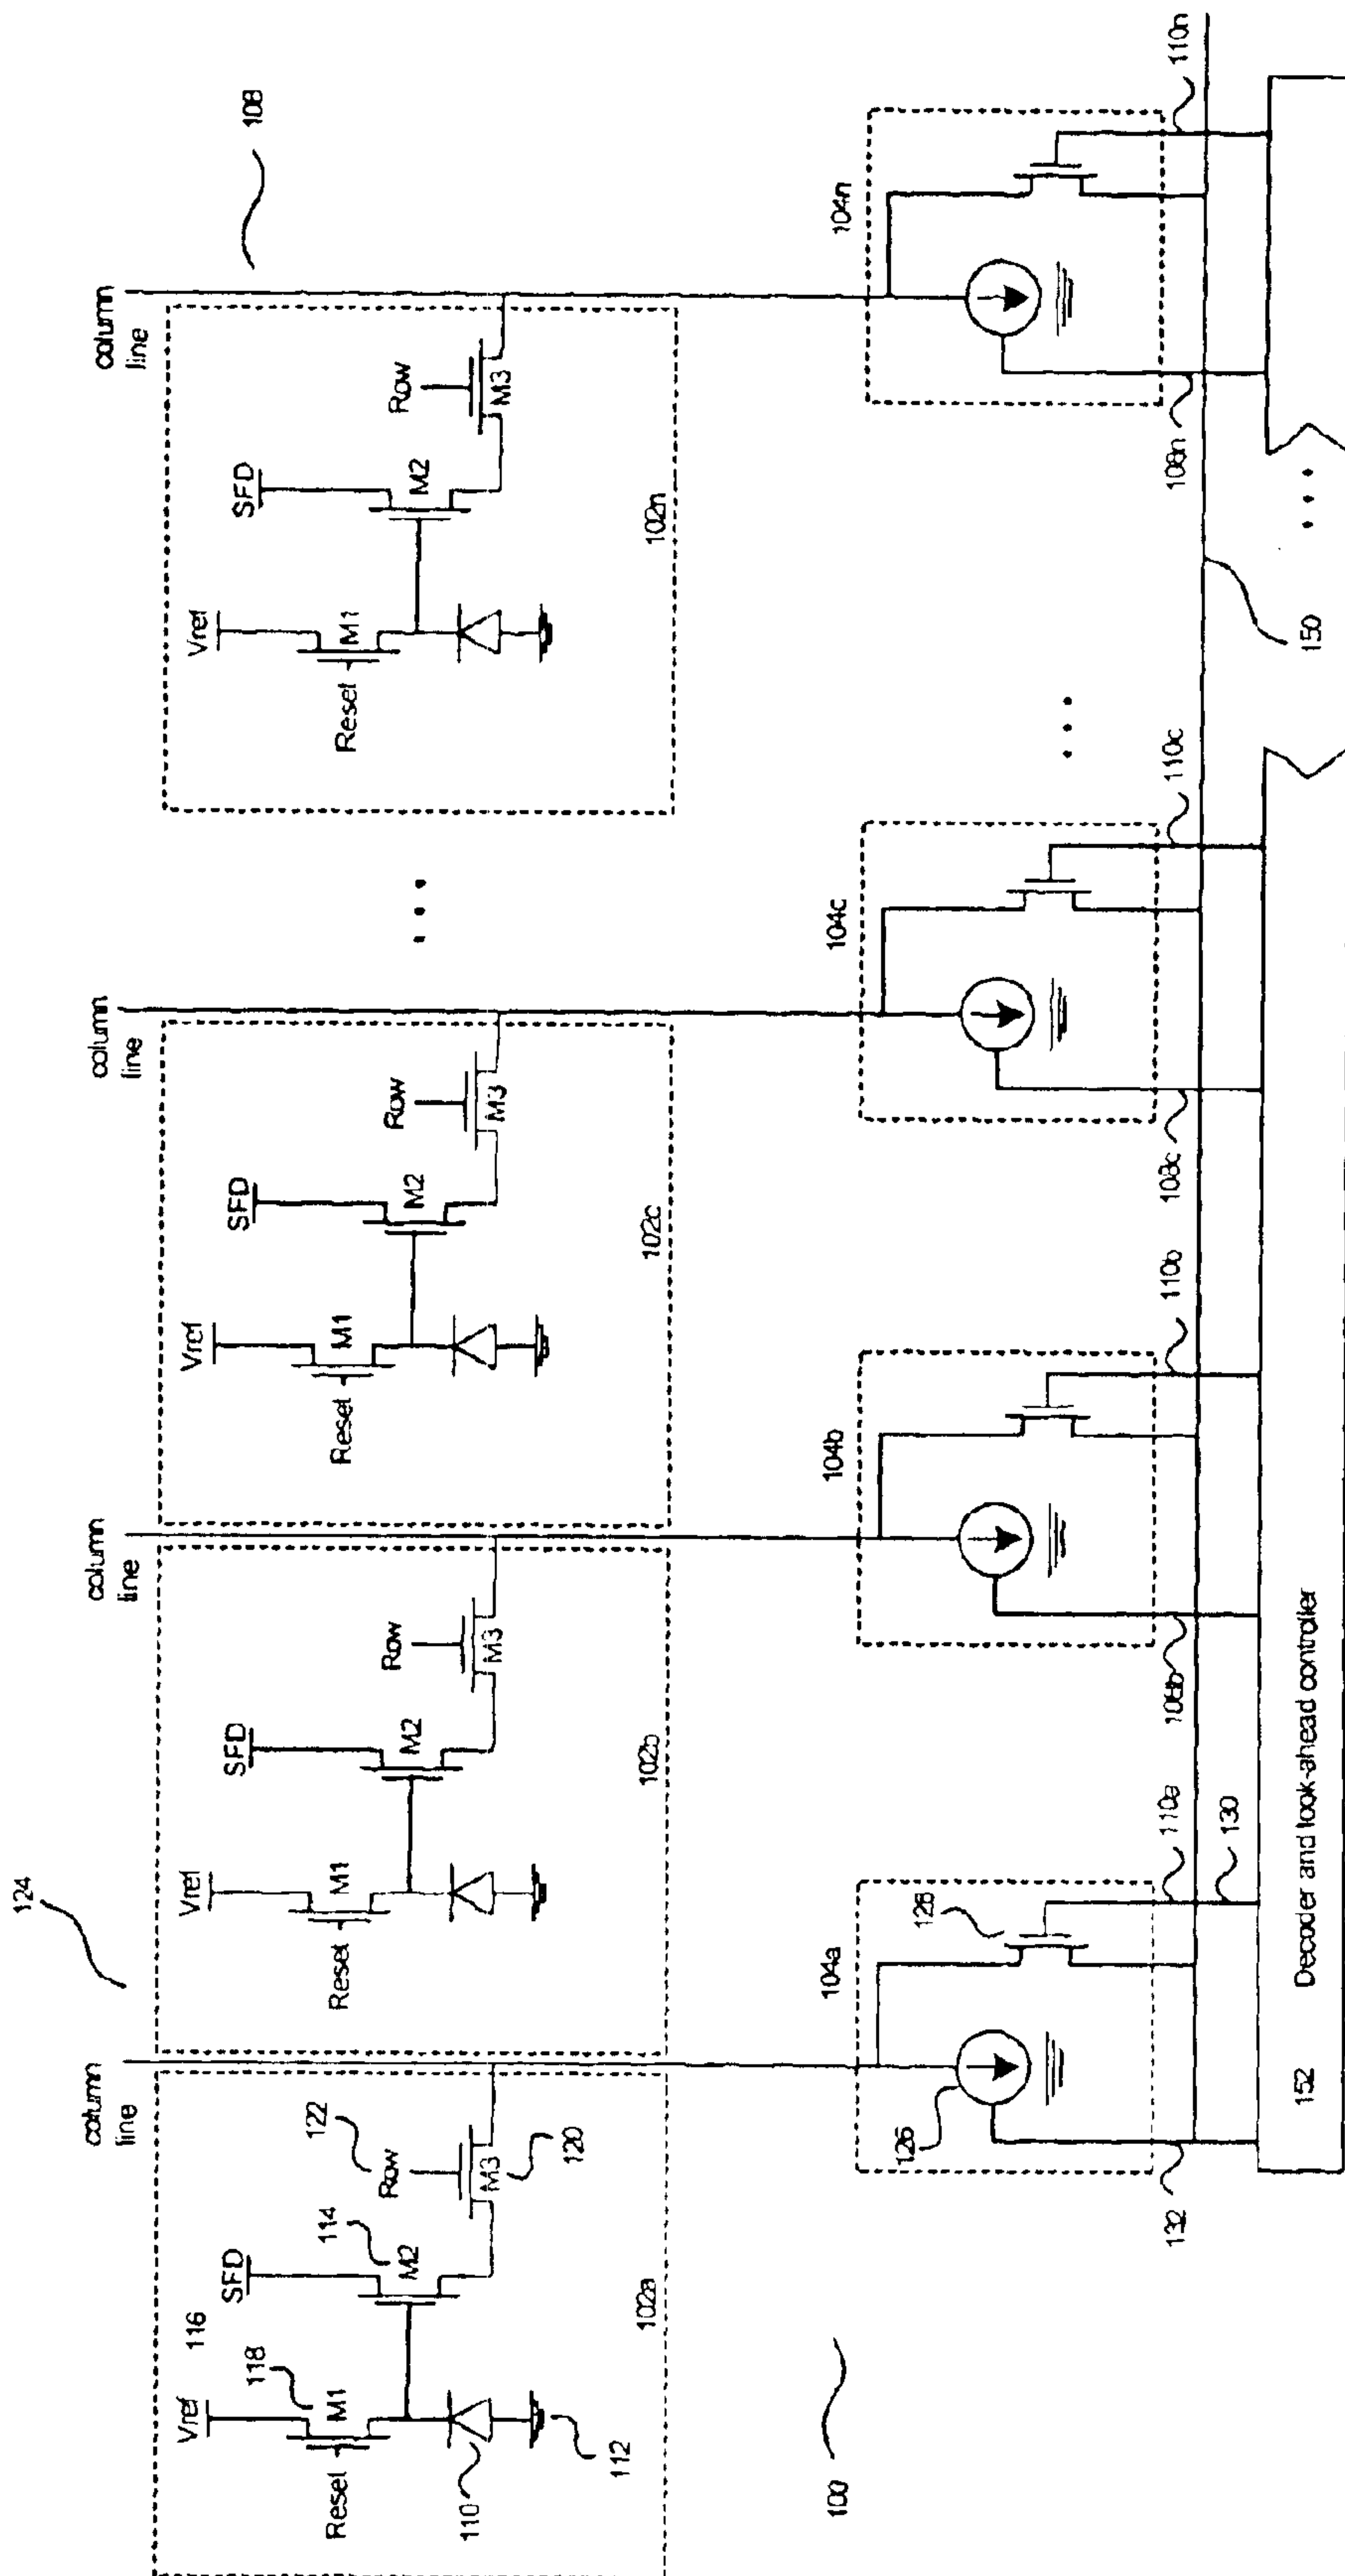 124
108
column
line
column
line
column
line
column
line
Vref
116
118
M1
Reset
110
112
SFD
114
M2
122
Row
M3
120
102a
Vref
M1
Reset
SFD
M2
Row
M3
102b
Vref
M1
Reset
SFD
M2
Row
M3
102c
Vref
M1
Reset
SFD
M2
Row
M3
102n
• • •
100
104a
126
128
104b
104c
• • •
104n
132
110a
130
108b
110b
108c
110c
150
108n
110n
152 Decoder and look-ahead controller
• • •